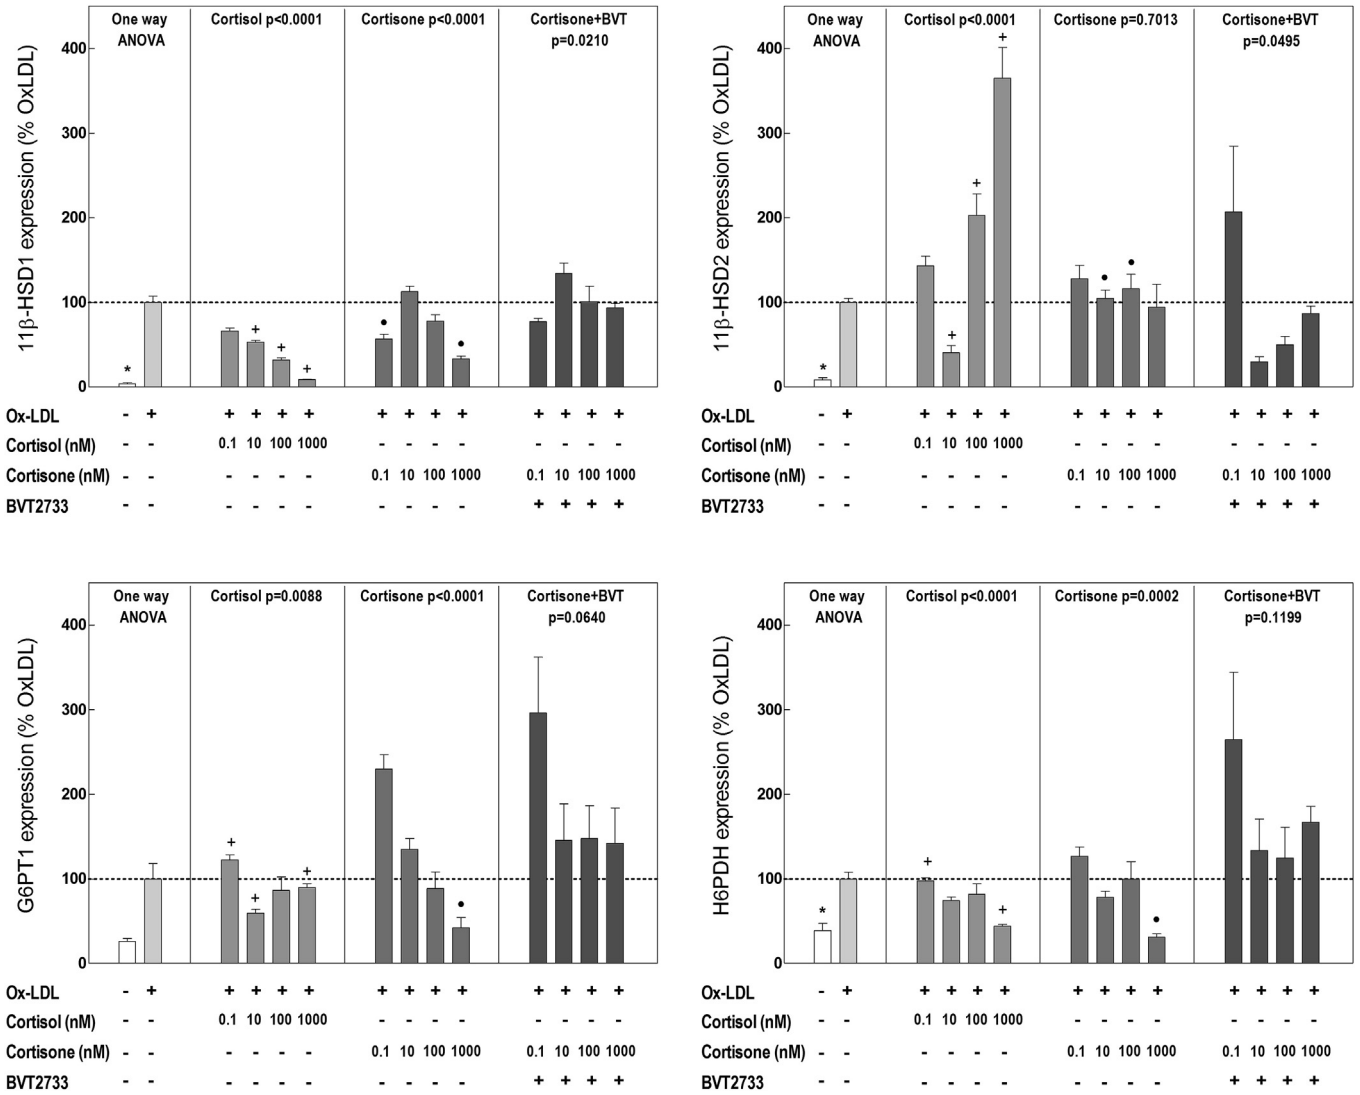 One way
ANOVA
Cortisol p<0.0001
Cortisone p<0.0001
Cortisone+BVT
p=0.0210
11β-HSD1 expression (% OxLDL)
400
300
200
100
0
*
+
+
+
•
•
Ox-LDL - + + + + + + + + + + + + +
Cortisol (nM) - - 0.1 10 100 1000 - - - - - - - -
Cortisone (nM) - - - - - - 0.1 10 100 1000 0.1 10 100 1000
BVT2733 - - - - - - - - - - + + + +
One way
ANOVA
Cortisol p<0.0001
Cortisone p=0.7013
Cortisone+BVT
p=0.0495
11β-HSD2 expression (% OxLDL)
400
300
200
100
0
*
+
+
+
•
•
Ox-LDL - + + + + + + + + + + + + +
Cortisol (nM) - - 0.1 10 100 1000 - - - - - - - -
Cortisone (nM) - - - - - - 0.1 10 100 1000 0.1 10 100 1000
BVT2733 - - - - - - - - - - + + + +
One way
ANOVA
Cortisol p=0.0088
Cortisone p<0.0001
Cortisone+BVT
p=0.0640
G6PT1 expression (% OxLDL)
400
300
200
100
0
+
+
+
•
Ox-LDL - + + + + + + + + + + + + +
Cortisol (nM) - - 0.1 10 100 1000 - - - - - - - -
Cortisone (nM) - - - - - - 0.1 10 100 1000 0.1 10 100 1000
BVT2733 - - - - - - - - - - + + + +
One way
ANOVA
Cortisol p<0.0001
Cortisone p=0.0002
Cortisone+BVT
p=0.1199
H6PDH expression (% OxLDL)
400
300
200
100
0
*
+
+
•
Ox-LDL - + + + + + + + + + + + + +
Cortisol (nM) - - 0.1 10 100 1000 - - - - - - - -
Cortisone (nM) - - - - - - 0.1 10 100 1000 0.1 10 100 1000
BVT2733 - - - - - - - - - - + + + +